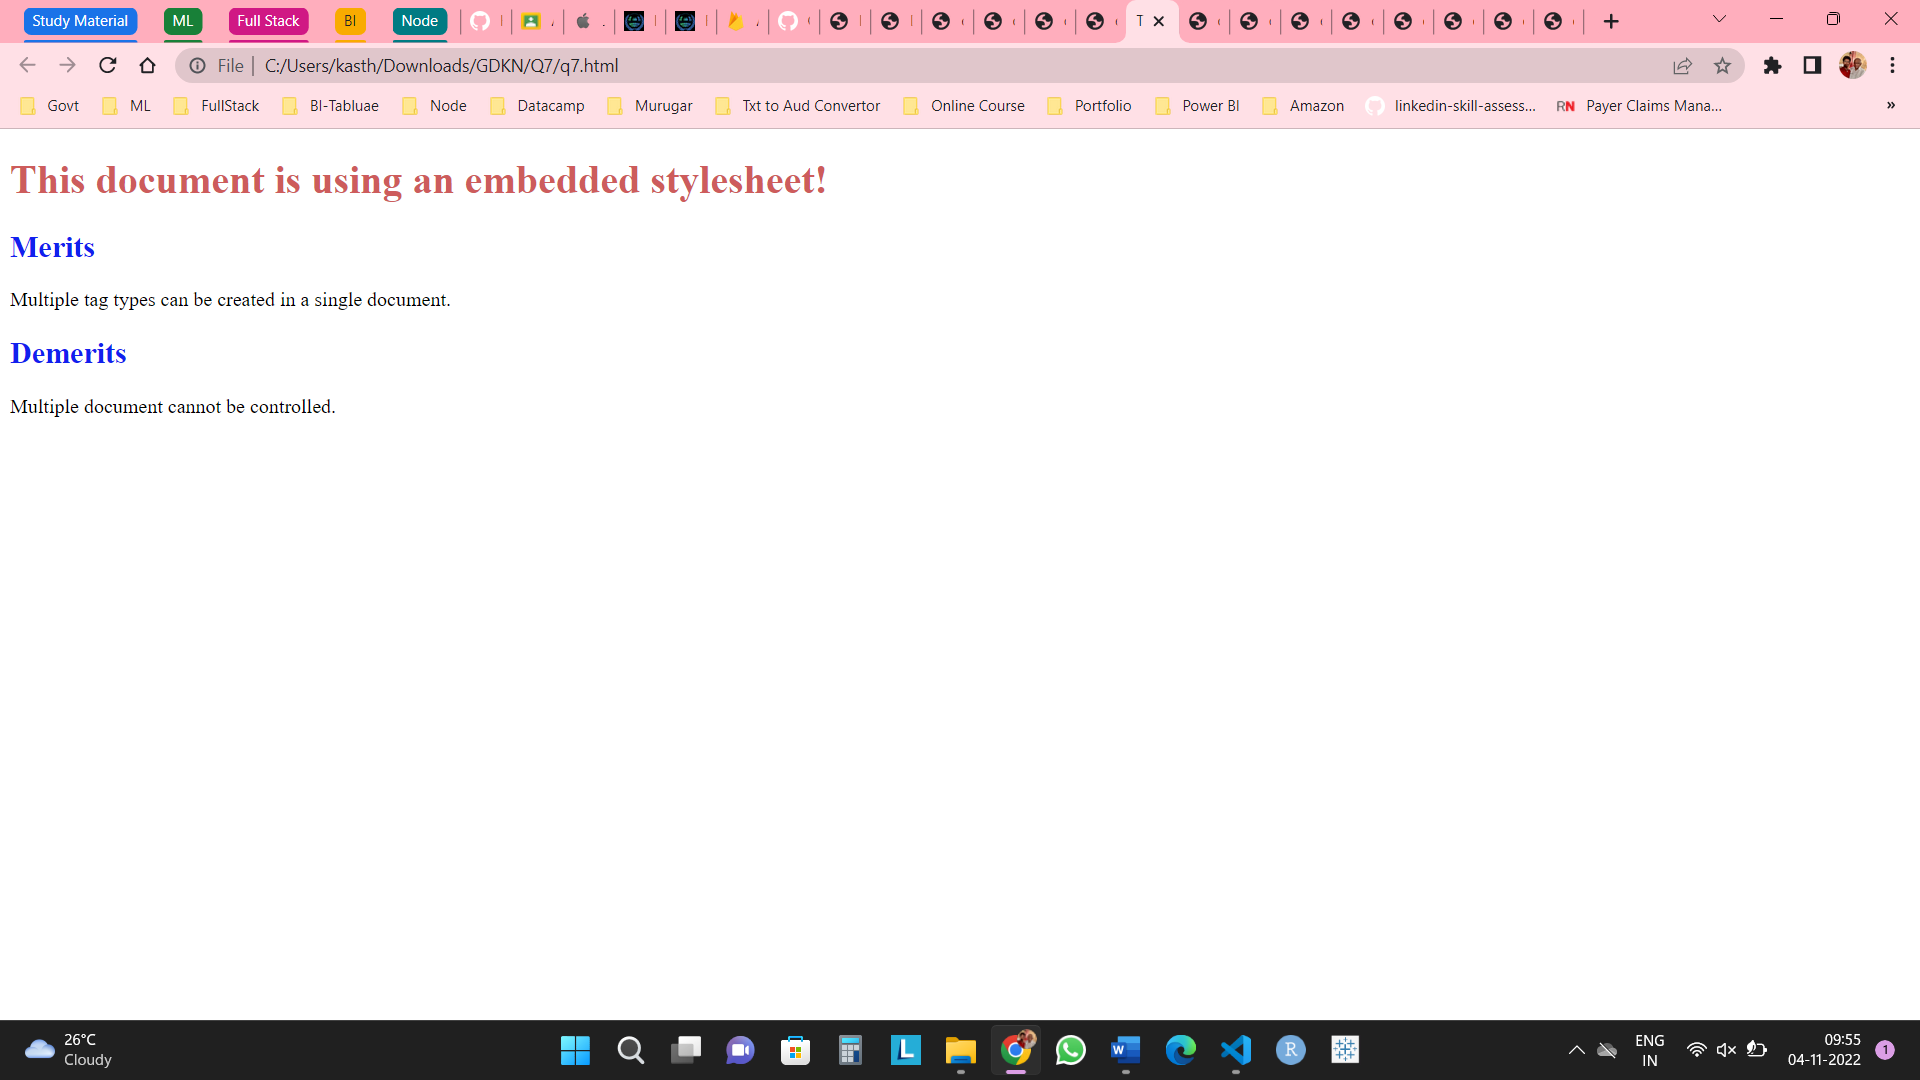 Study Material ML Full Stack BI Node
File C:/Users/kasth/Downloads/GDKN/Q7/q7.html
Govt ML FullStack BI-Tabluae Node Datacamp Murugar Txt to Aud Convertor Online Course Portfolio Power BI Amazon linkedin-skill-assess... RN Payer Claims Mana... »
This document is using an embedded stylesheet!
Merits
Multiple tag types can be created in a single document.
Demerits
Multiple document cannot be controlled.
26°C
Cloudy
ENG
IN
09:55
04-11-2022
1